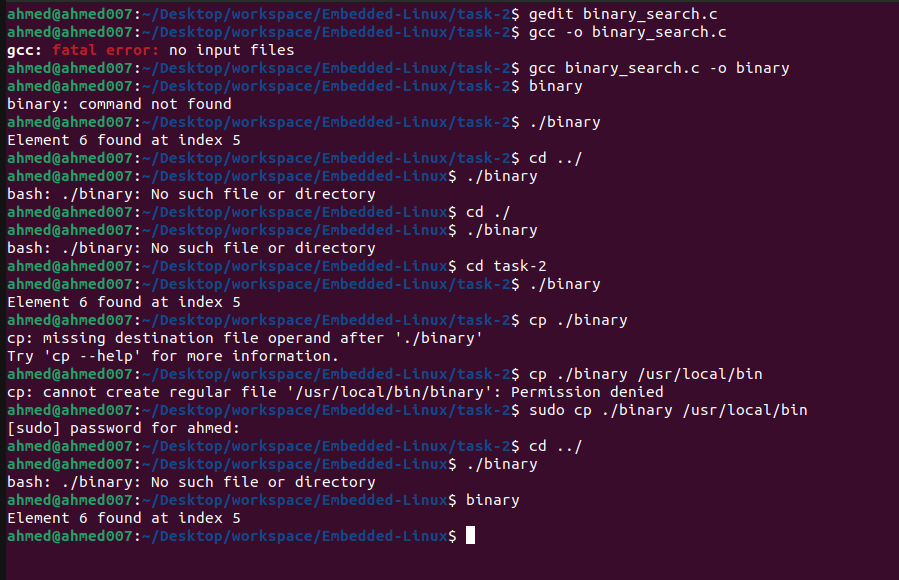 ahmed@ahmed007:~/Desktop/workspace/Embedded-Linux/task-2$ gedit binary_search.c
ahmed@ahmed007:~/Desktop/workspace/Embedded-Linux/task-2$ gcc -o binary_search.c
gcc: fatal error: no input files
ahmed@ahmed007:~/Desktop/workspace/Embedded-Linux/task-2$ gcc binary_search.c -o binary
ahmed@ahmed007:~/Desktop/workspace/Embedded-Linux/task-2$ binary
binary: command not found
ahmed@ahmed007:~/Desktop/workspace/Embedded-Linux/task-2$ ./binary
Element 6 found at index 5
ahmed@ahmed007:~/Desktop/workspace/Embedded-Linux/task-2$ cd ../
ahmed@ahmed007:~/Desktop/workspace/Embedded-Linux$ ./binary
bash: ./binary: No such file or directory
ahmed@ahmed007:~/Desktop/workspace/Embedded-Linux$ cd ./
ahmed@ahmed007:~/Desktop/workspace/Embedded-Linux$ ./binary
bash: ./binary: No such file or directory
ahmed@ahmed007:~/Desktop/workspace/Embedded-Linux$ cd task-2
ahmed@ahmed007:~/Desktop/workspace/Embedded-Linux/task-2$ ./binary
Element 6 found at index 5
ahmed@ahmed007:~/Desktop/workspace/Embedded-Linux/task-2$ cp ./binary
cp: missing destination file operand after './binary'
Try 'cp --help' for more information.
ahmed@ahmed007:~/Desktop/workspace/Embedded-Linux/task-2$ cp ./binary /usr/local/bin
cp: cannot create regular file '/usr/local/bin/binary': Permission denied
ahmed@ahmed007:~/Desktop/workspace/Embedded-Linux/task-2$ sudo cp ./binary /usr/local/bin
[sudo] password for ahmed:
ahmed@ahmed007:~/Desktop/workspace/Embedded-Linux/task-2$ cd ../
ahmed@ahmed007:~/Desktop/workspace/Embedded-Linux$ ./binary
bash: ./binary: No such file or directory
ahmed@ahmed007:~/Desktop/workspace/Embedded-Linux$ binary
Element 6 found at index 5
ahmed@ahmed007:~/Desktop/workspace/Embedded-Linux$